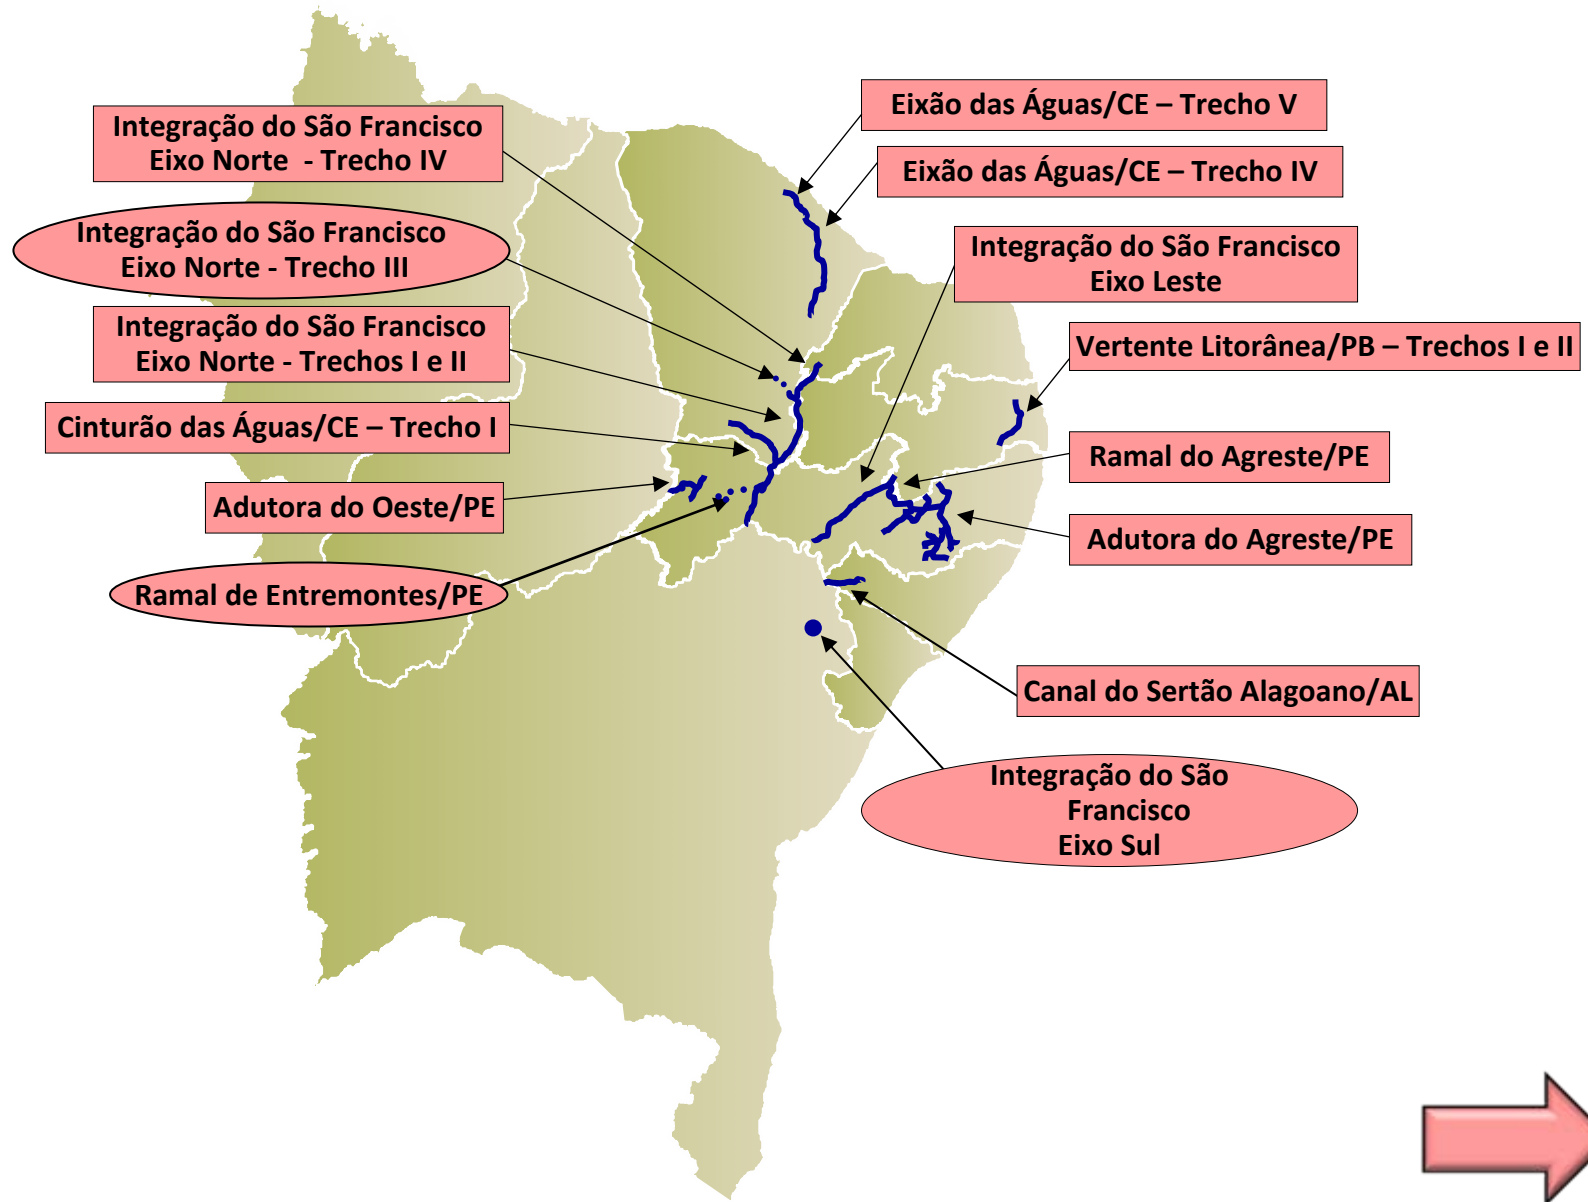 Integração do São Francisco
Eixo Norte  - Trecho IV
Integração do São Francisco
Eixo Norte - Trecho III
Integração do São Francisco
Eixo Norte - Trechos I e II
Cinturão das Águas/CE – Trecho I
Adutora do Oeste/PE
Ramal de Entremontes/PE
Eixão das Águas/CE – Trecho V
Eixão das Águas/CE – Trecho IV
Integração do São Francisco
Eixo Leste
Vertente Litorânea/PB – Trechos I e II
Ramal do Agreste/PE
Adutora do Agreste/PE
Canal do Sertão Alagoano/AL
Integração do São
Francisco
Eixo Sul